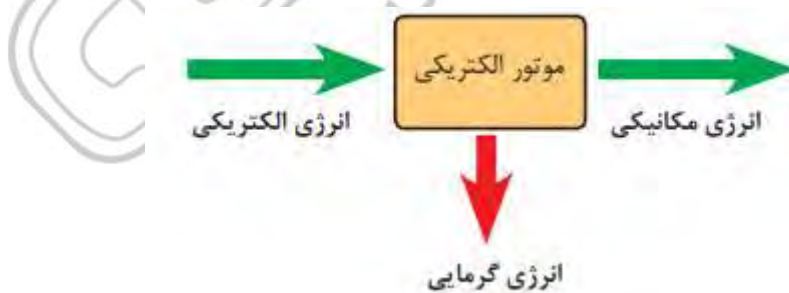 موتور الکتریکی
انرژی الکتریکی
انرژی مکانیکی
انرژی گرمایی